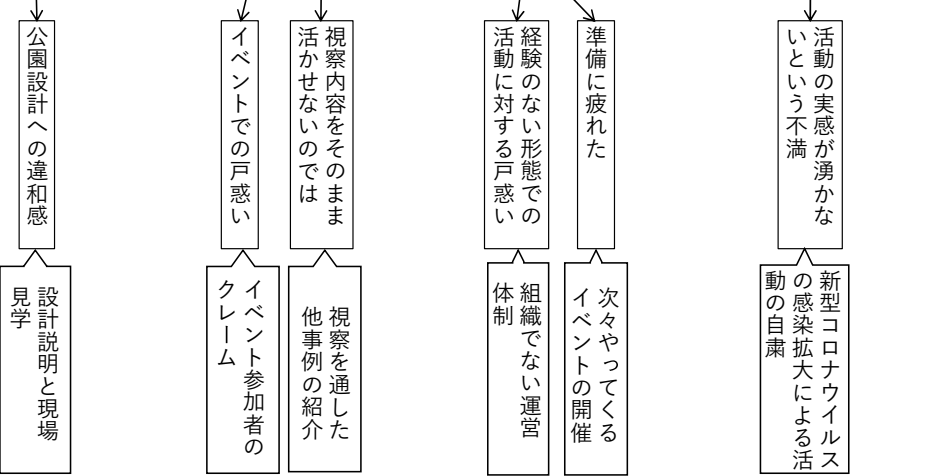 活動の実感が湧かな
いという不満
準備に疲れた
経験のない形態での
活動に対する戸惑い
視察内容をそのまま
活かせないのでは
イベントでの戸惑い
公園設計への違和感
新型コロナウイルス
の感染拡大による活
動の自粛
次々やってくる
イベントの開催
組織でない運営
体制
視察を通した
他事例の紹介
イベント参加者の
クレーム
設計説明と現場
見学